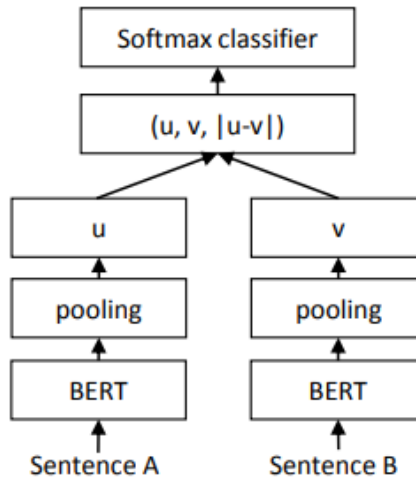 Softmax classifier
(u, v, |u-v|)
u v
pooling pooling
BERT BERT
Sentence A Sentence B